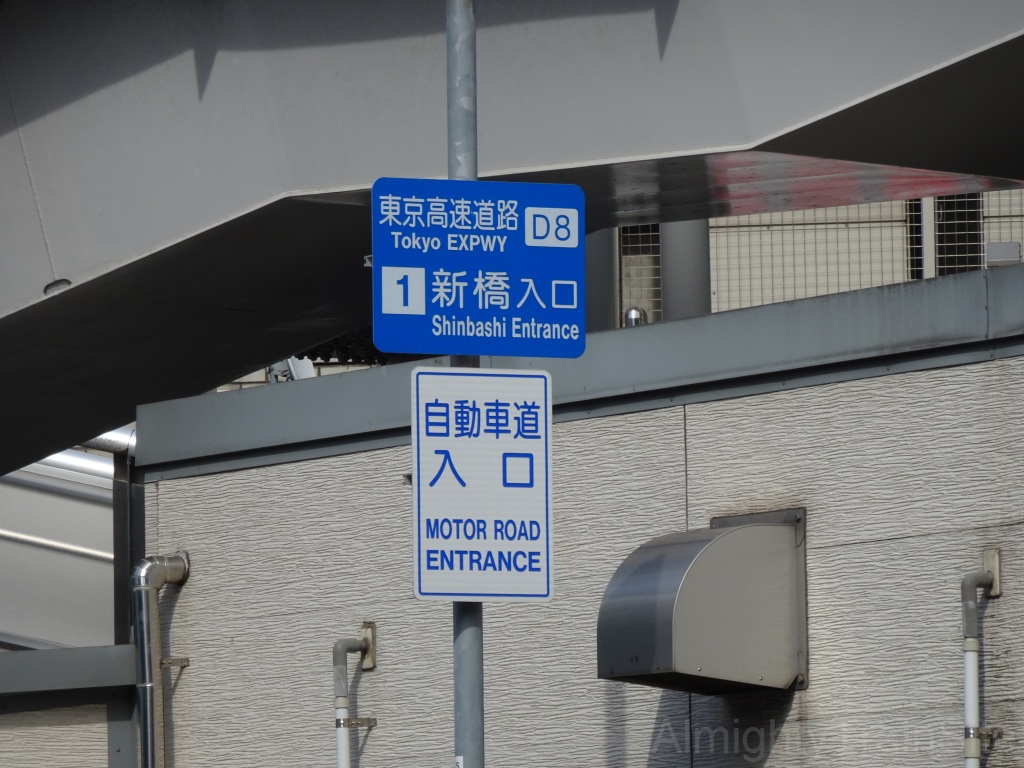 東京高速道路 D8
Tokyo EXPWY
1 新橋入口
Shinbashi Entrance
自動車道
入口
MOTOR ROAD
ENTRANCE